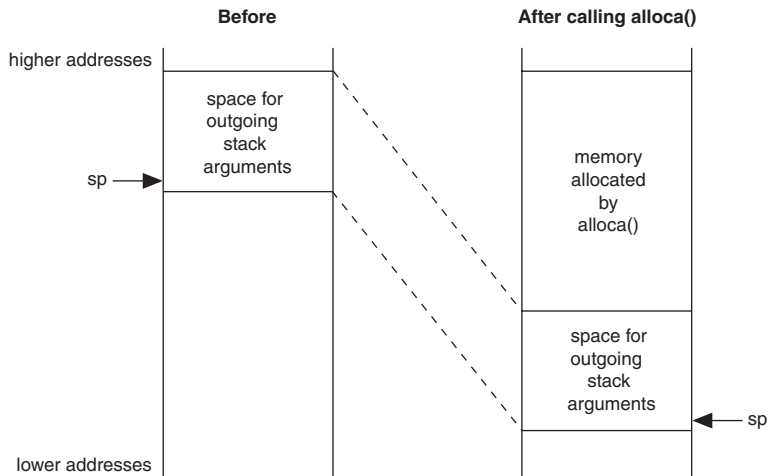 Before
After calling alloca()
higher addresses
space for
outgoing
stack
arguments
sp
memory
allocated
by
alloca()
space for
outgoing
stack
arguments
sp
lower addresses